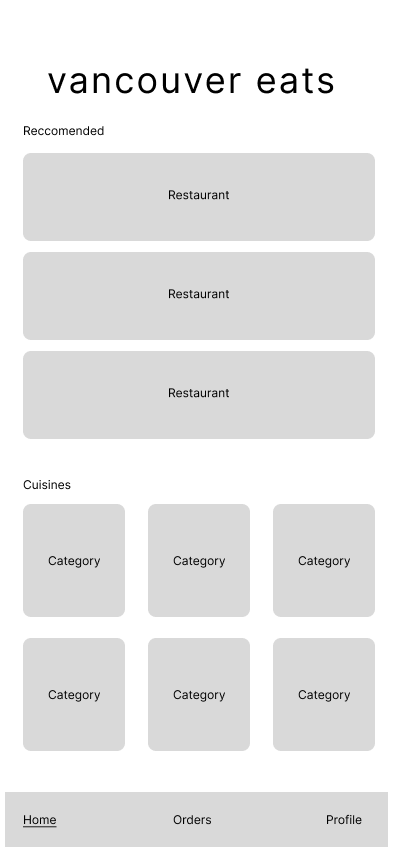 vancouver eats
Reccomended
Restaurant
Restaurant
Restaurant
Cuisines
Category Category Category
Category Category Category
Home Orders Profile